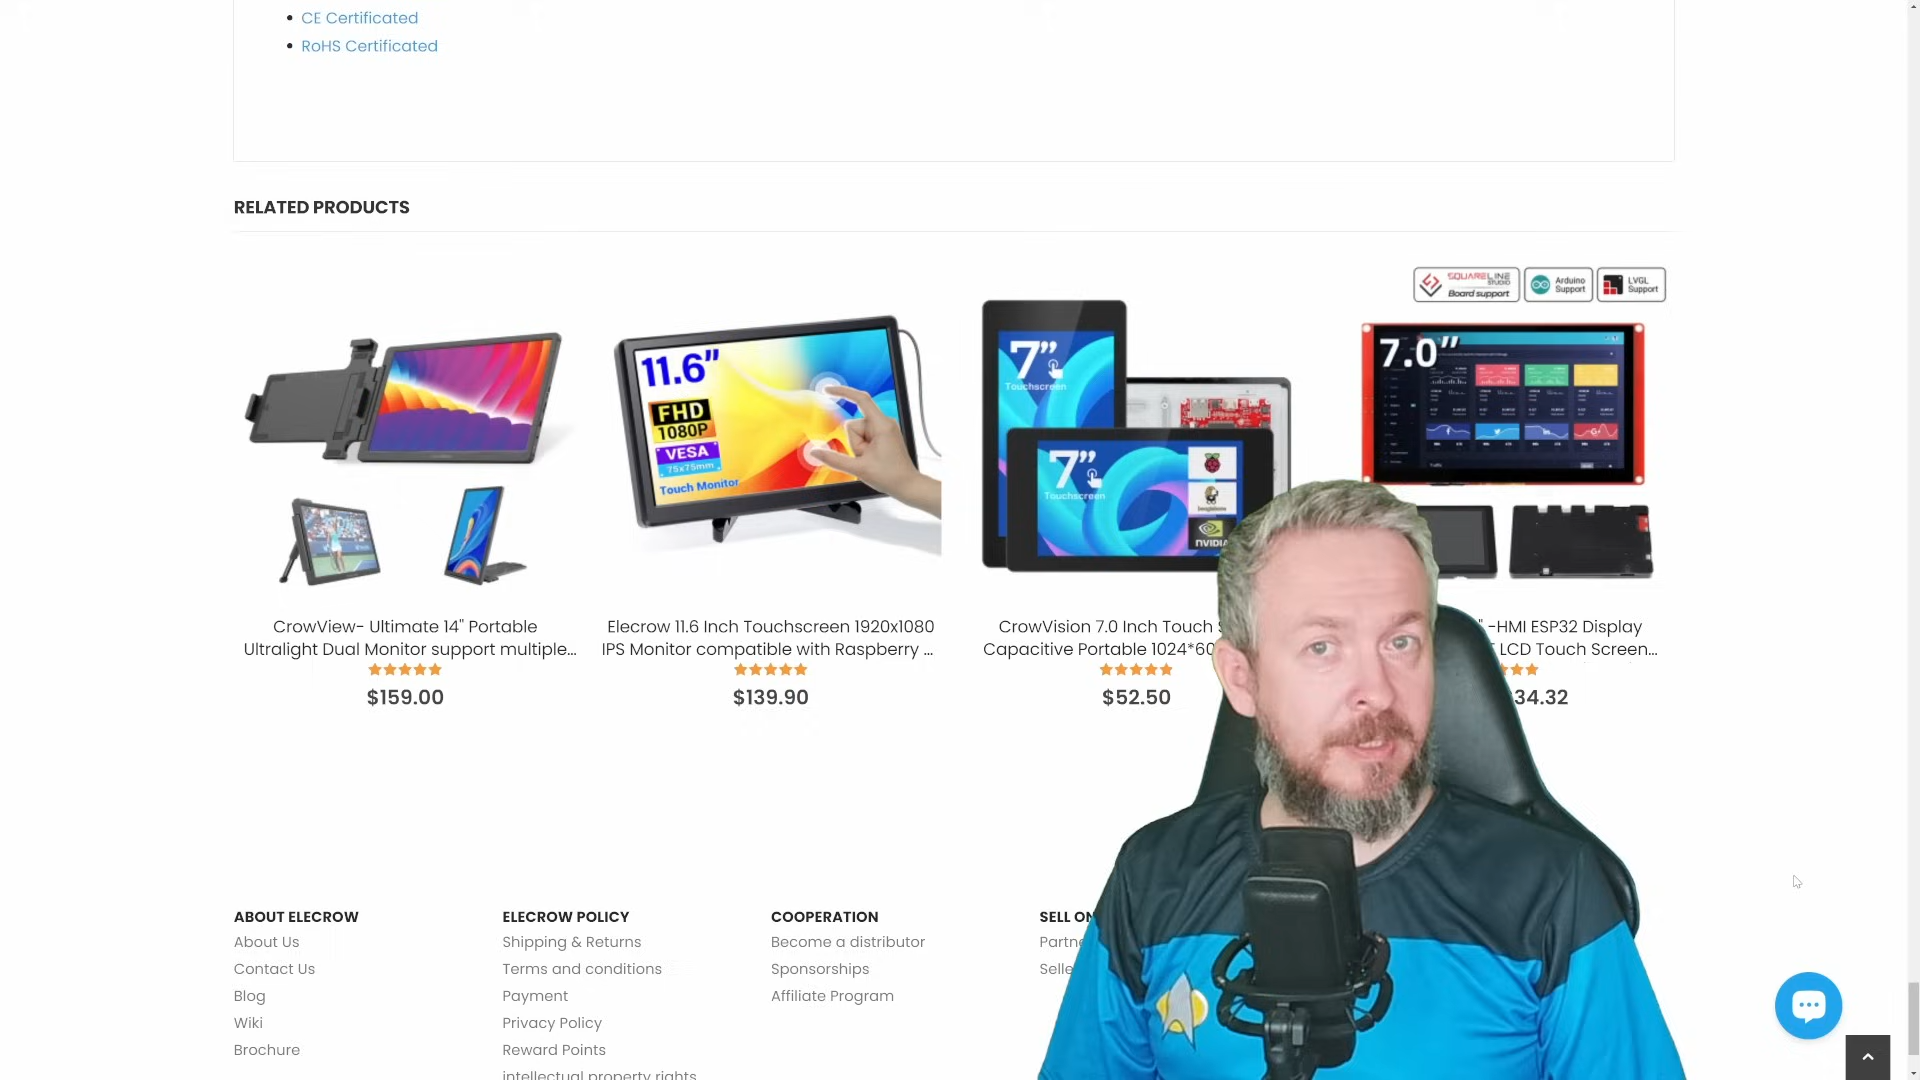 CE Certificated
RoHS Certificated
RELATED PRODUCTS
SQUARELINE
STUDIO
Board support
Arduino
Support
LVGL
Support
11.6”
FHD
1080P
VESA
75x75mm
Touch Monitor
7”
Touchscreen
7”
Touchscreen
NVIDIA
7.0”
CrowView- Ultimate 14" Portable
Ultralight Dual Monitor support multiple...
$159.00
Elecrow 11.6 Inch Touchscreen 1920x1080
IPS Monitor compatible with Raspberry ...
$139.90
CrowVision 7.0 Inch Touch
Capacitive Portable 1024*60
$52.50
" -HMI ESP32 Display
LCD Touch Screen...
34.32
ABOUT ELECROW
About Us
Contact Us
Blog
Wiki
Brochure
ELECROW POLICY
Shipping & Returns
Terms and conditions
Payment
Privacy Policy
Reward Points
intellectual property rights
COOPERATION
Become a distributor
Sponsorships
Affiliate Program
SELL ON
Partne
Selle